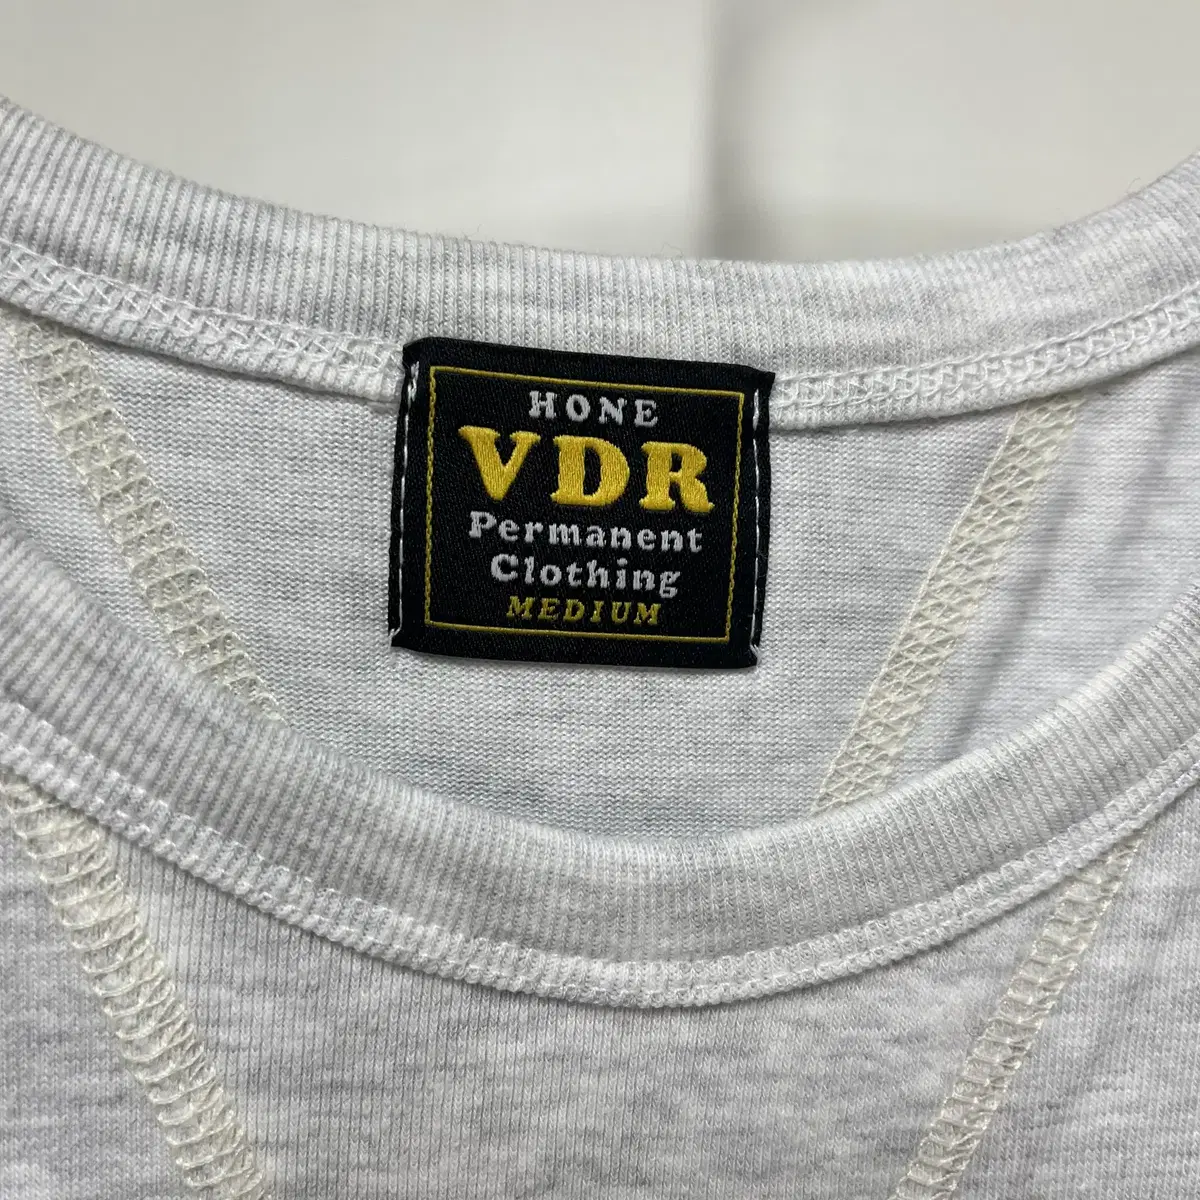 HONE
VDR
Permanent
Clothing
MEDIUM